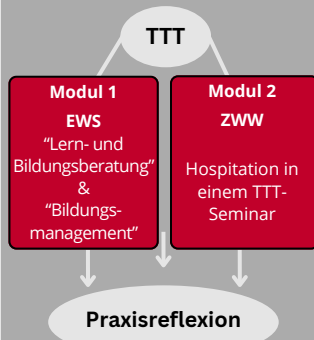 TTT
Modul 1
EWS
“Lern- und
Bildungsberatung”
&
“Bildungs-
management”
Modul 2
ZWW
Hospitation in
einem TTT-
Seminar
Praxisreflexion